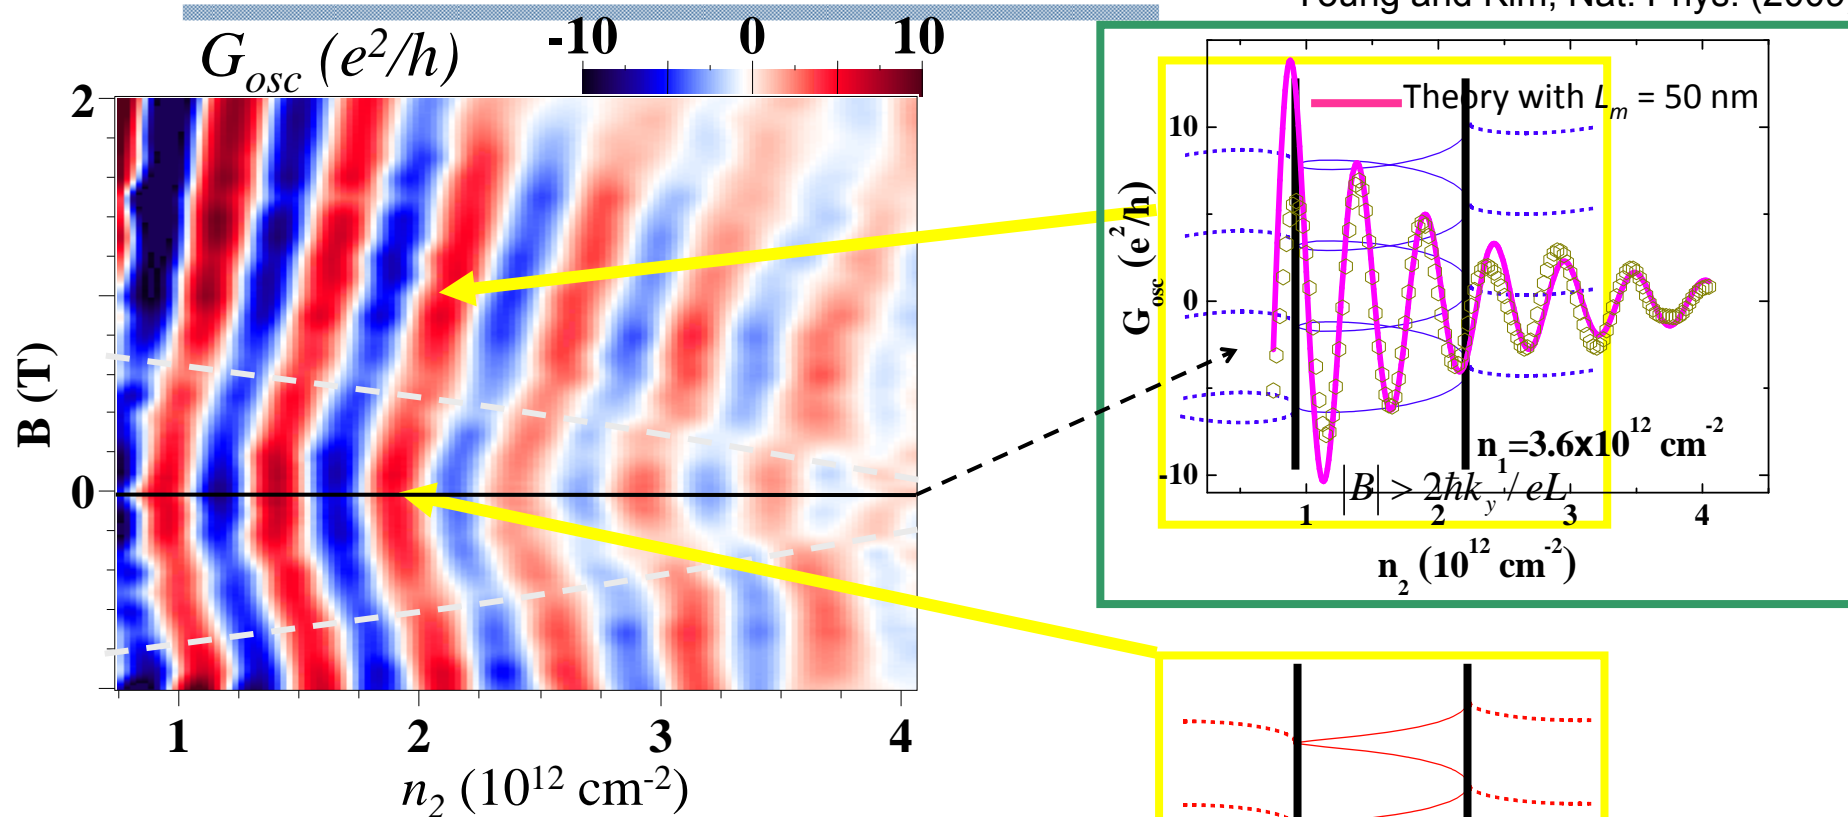 Young and Kim, Nat. Phys. (2009
G_osc (e²/h)
-10 0 10
2
0
B (T)
1 2 3 4
n₂ (10¹² cm⁻²)
Theory with L_m = 50 nm
10
0
-10
G_osc (e²/h)
n₁=3.6x10¹² cm⁻²
|B| > 2ℏk_y/eL
1 2 3 4
n₂ (10¹² cm⁻²)